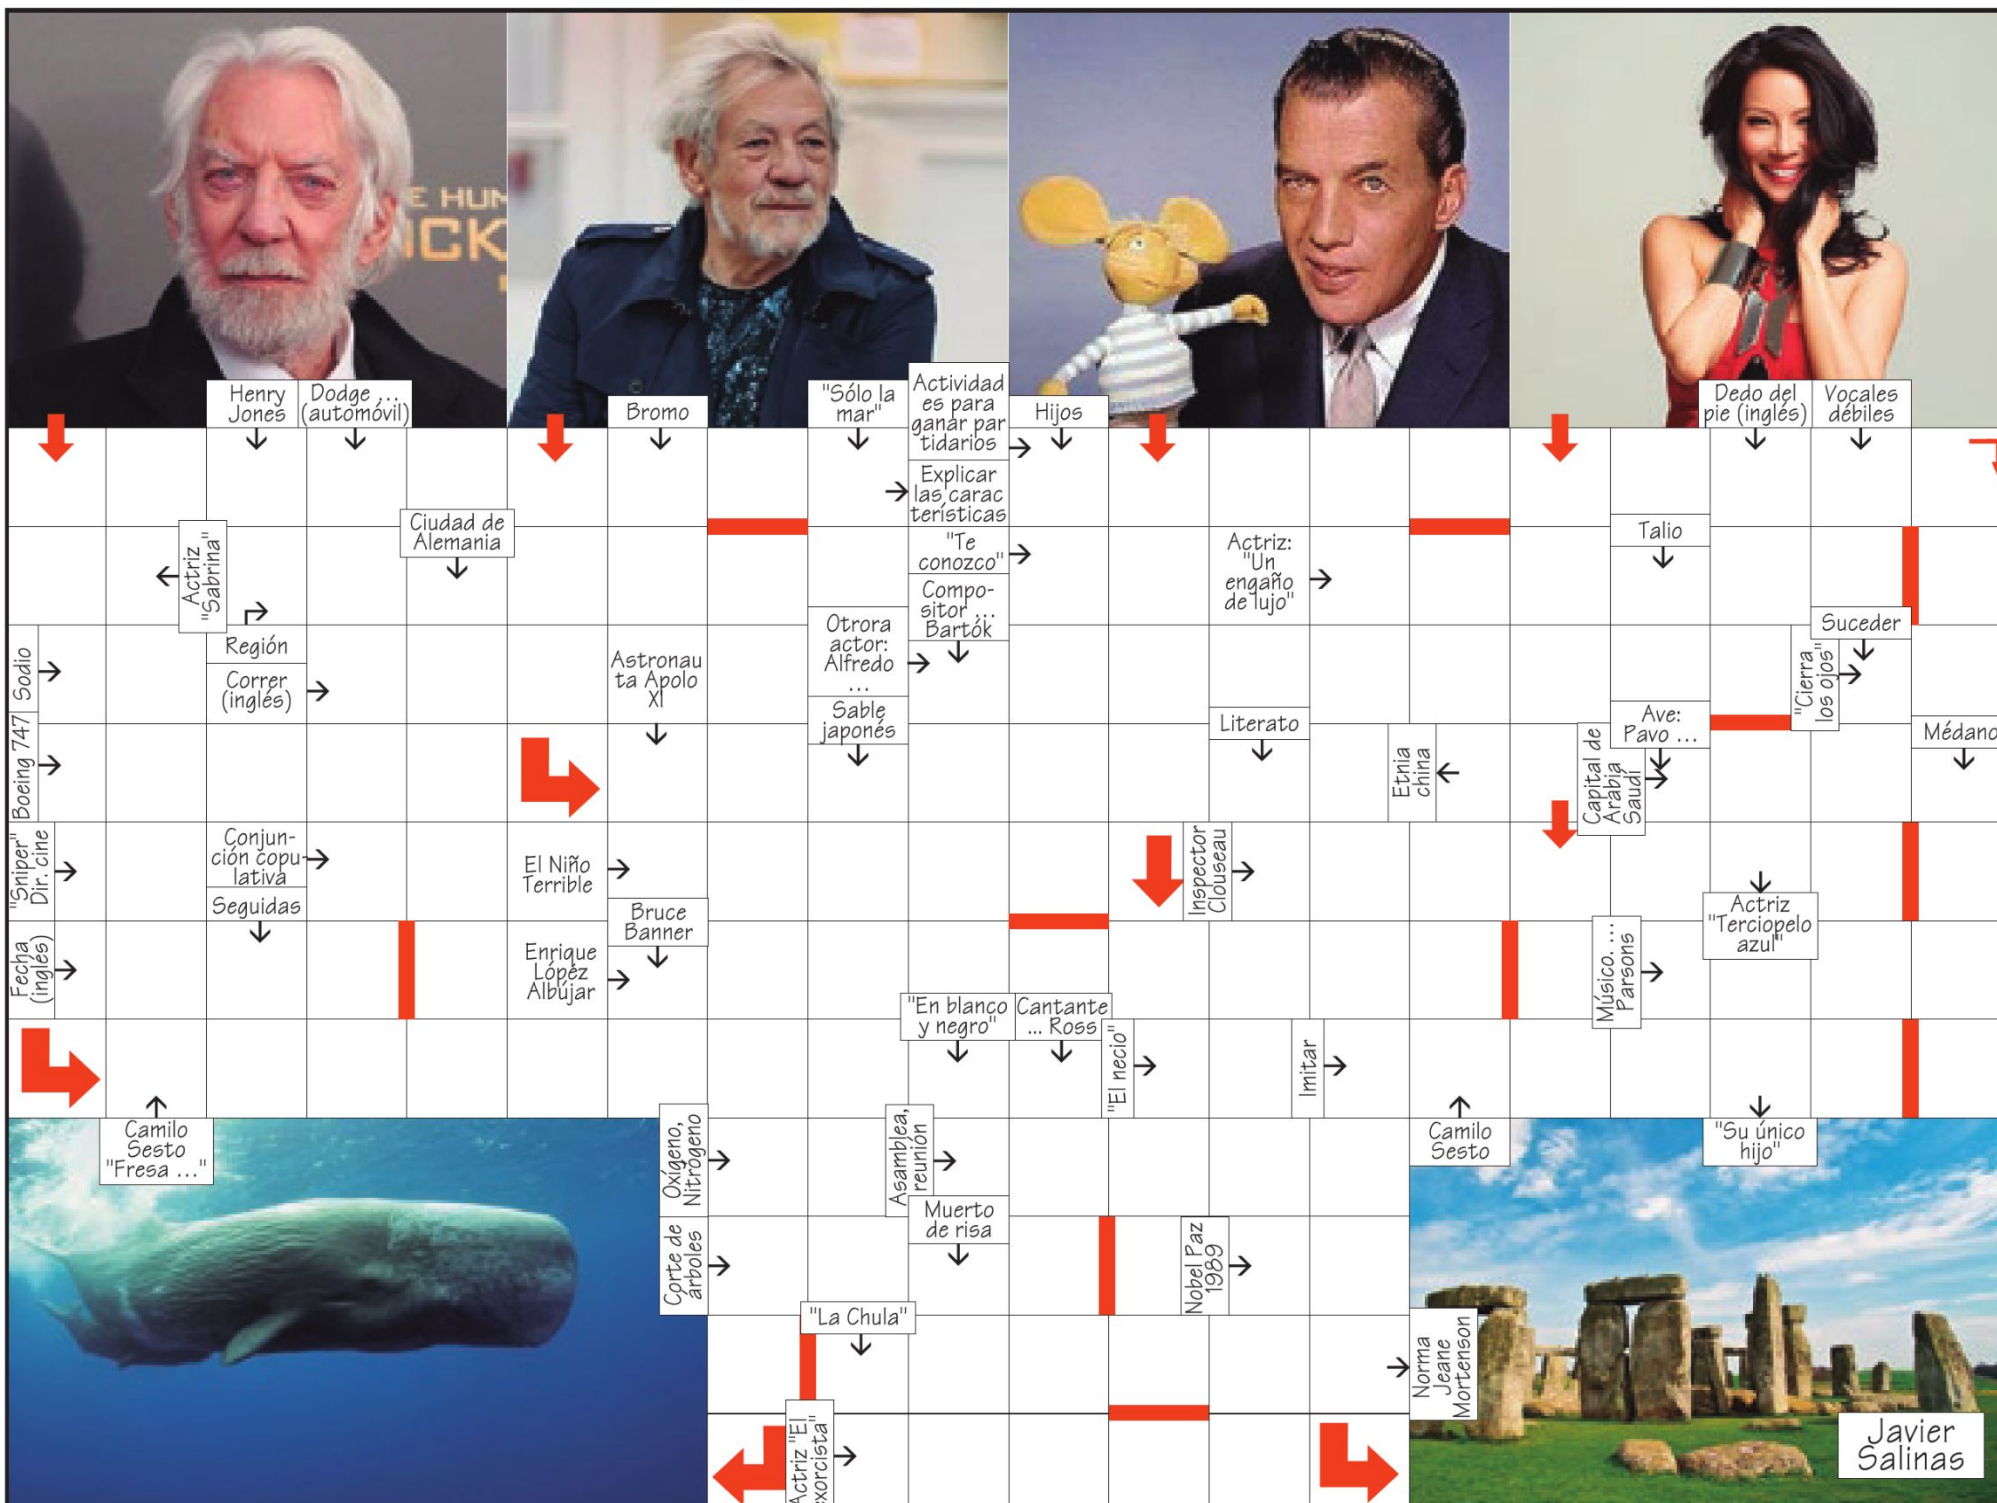 E HUN
ICK
Henry
Jones
Dodge ...
(automóvil)
Bromo
"Sólo la
mar"
Actividad
es para
ganar par
tidarios
Hijos
Dedo del
pie (inglés)
Vocales
débiles
Explicar
las carac
terísticas
Actriz
"Sabrina"
Ciudad de
Alemania
"Te
conozco"
Actriz:
"Un
engaño
de lujo"
Talio
Compo-
sitor ...
Bartók
Sodio
Región
Correr
(inglés)
Astronau
ta Apolo
XI
Otrora
actor:
Alfredo
...
Suceder
"Cierra
los ojos"
Boeing 747
Sable
japonés
Literato
Etnia
china
Capital de
Arabia
Saudí
Ave:
Pavo ...
Médano
"Sniper"
Dir. cine
Conjun-
ción copu-
lativa
El Niño
Terrible
Inspector
Clouseau
Seguidas
Bruce
Banner
Actriz
"Terciopelo
azul"
Fecha
(inglés)
Enrique
López
Albújar
Músico. ...
Parsons
"En blanco
y negro"
Cantante
... Ross
"El necio"
Imitar
Camilo
Sesto
"Fresa ..."
Oxígeno,
Nitrógeno
Asamblea,
reunión
Camilo
Sesto
"Su único
hijo"
Corte de
árboles
Muerto
de risa
Nobel Paz
1989
"La Chula"
Norma
Jeane
Mortenson
Actriz "El
exorcista"
Javier
Salinas